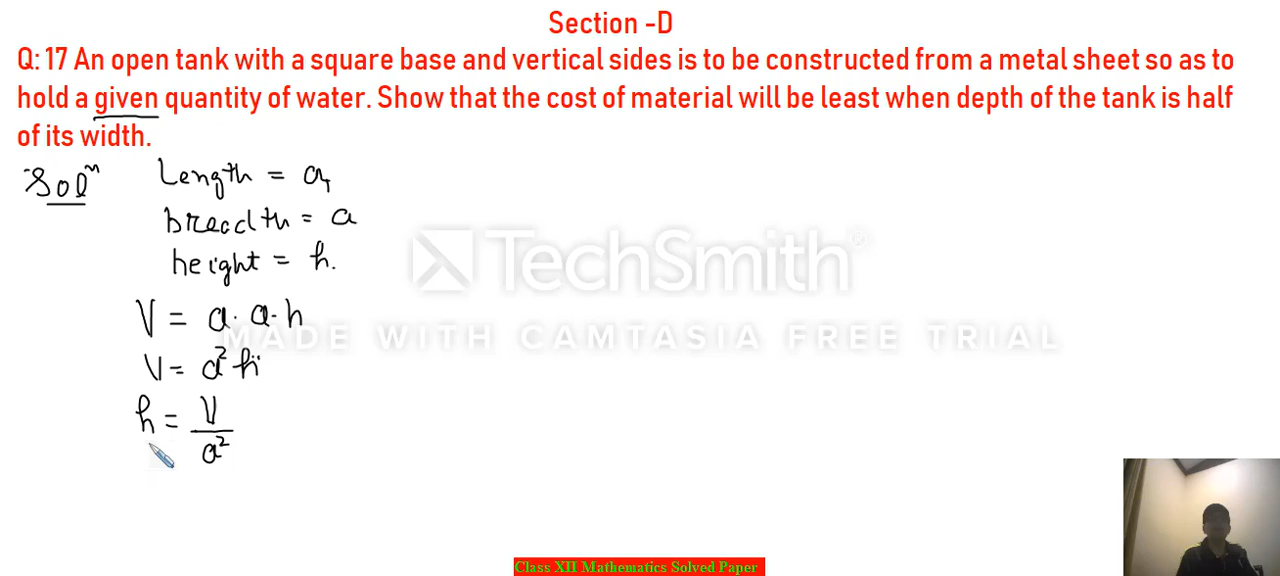 Section -D
Q: 17 An open tank with a square base and vertical sides is to be constructed from a metal sheet so as to
hold a given quantity of water. Show that the cost of material will be least when depth of the tank is half
of its width.
Solⁿ Length = a,
breadth = a
height = h.
TechSmith®
V = a. a. h
MADE WITH CAMTASIA FREE TRIAL
V = a² h
h = V
a²
Class XII Mathematics Solved Paper